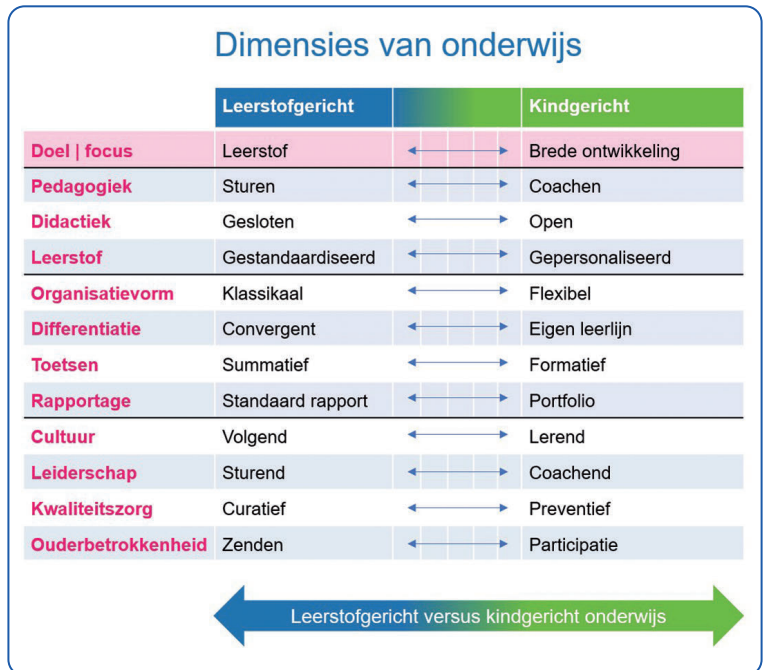 Dimensies van onderwijs
Leerstofgericht Kindgericht
Doel | focus Leerstof Brede ontwikkeling
Pedagogiek Sturen Coachen
Didactiek Gesloten Open
Leerstof Gestandaardiseerd Gepersonaliseerd
Organisatievorm Klassikaal Flexibel
Differentiatie Convergent Eigen leerlijn
Toetsen Summatief Formatief
Rapportage Standaard rapport Portfolio
Cultuur Volgend Lerend
Leiderschap Sturend Coachend
Kwaliteitszorg Curatief Preventief
Ouderbetrokkenheid Zenden Participatie
Leerstofgericht versus kindgericht onderwijs